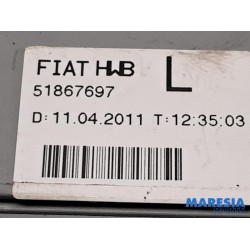 FIAT HWB L
51867697
D: 11.04.2011 T: 12:35:03
MARESIA